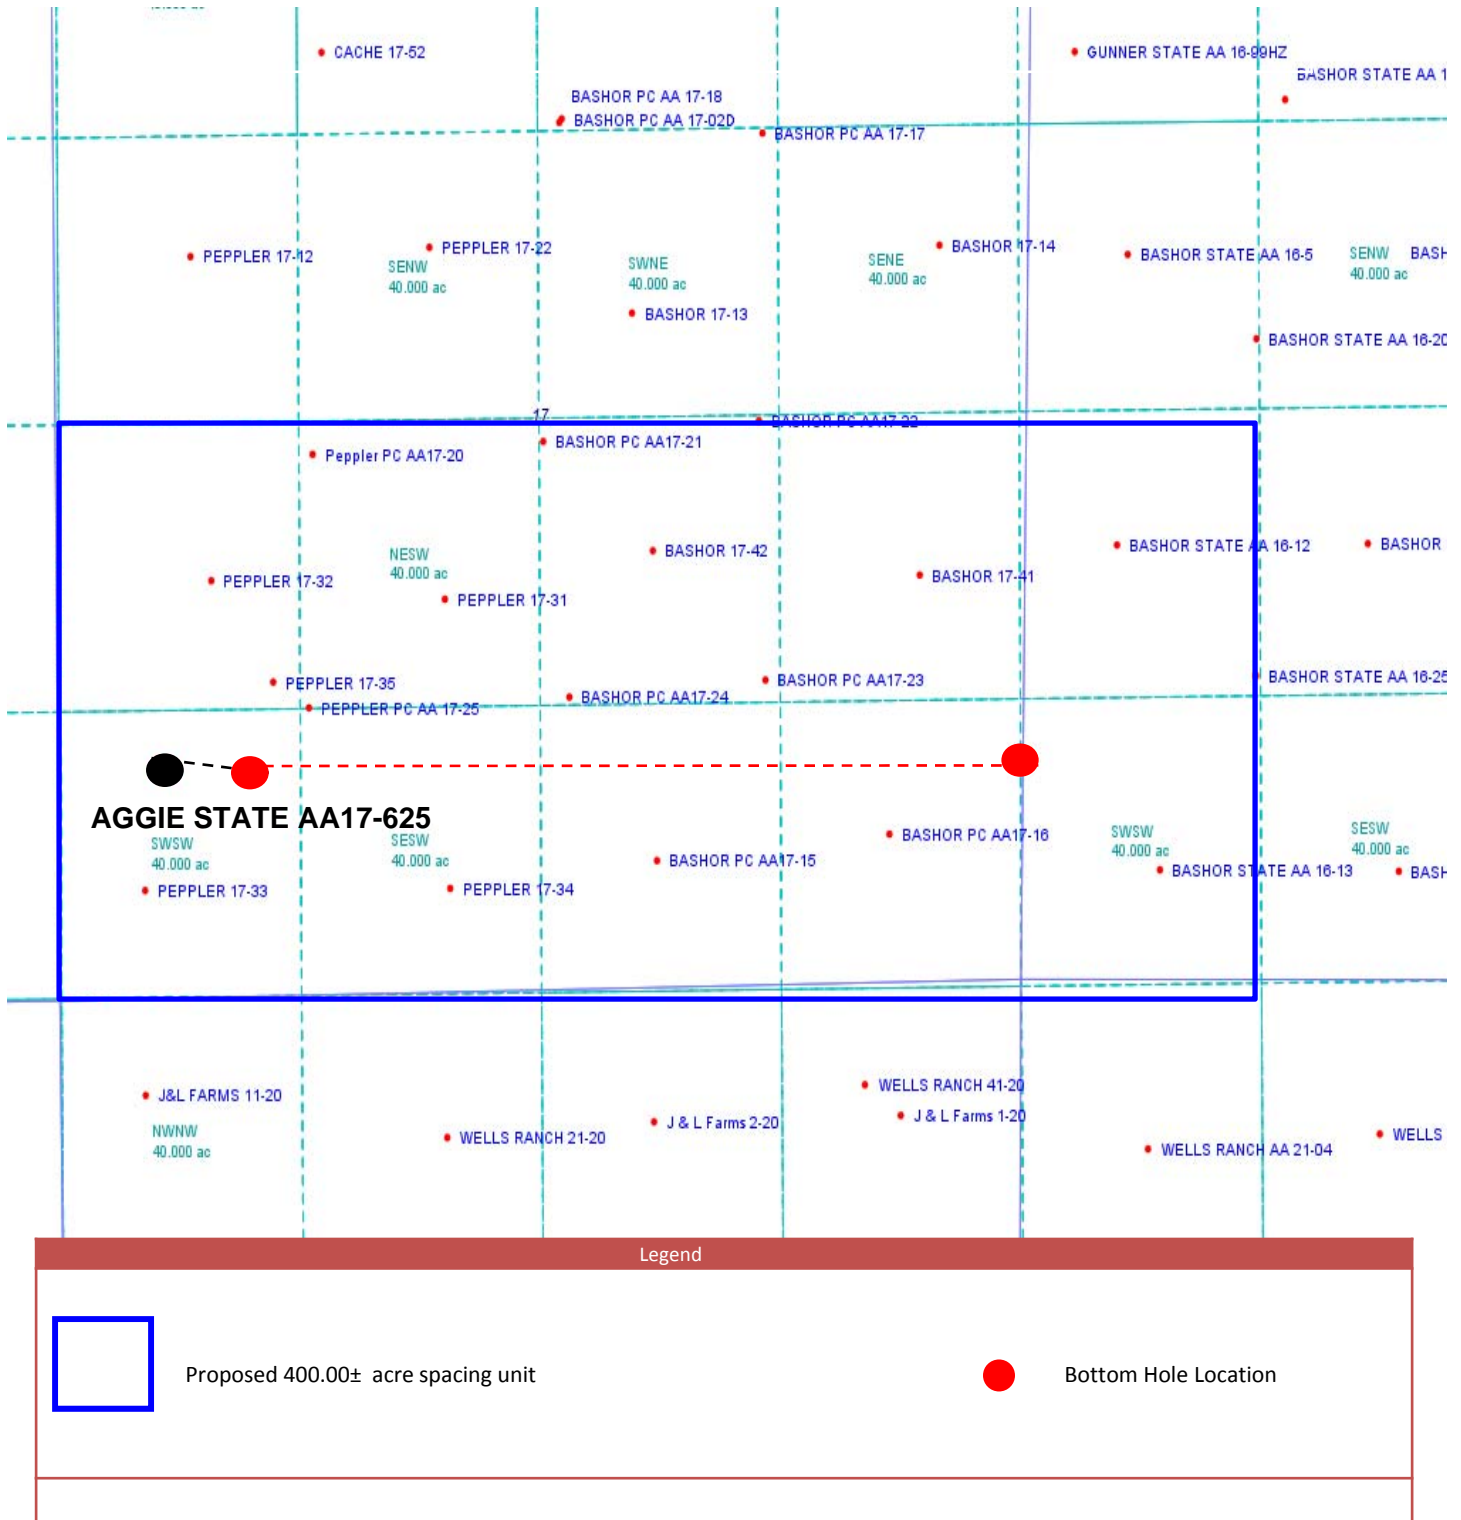 CACHE 17-52
GUNNER STATE AA 16-99HZ
BASHOR STATE AA 1
BASHOR PC AA 17-18
BASHOR PC AA 17-02D
BASHOR PC AA 17-17
PEPPLER 17-12
PEPPLER 17-22
SENW
40.000 ac
SWNE
40.000 ac
SENE
40.000 ac
BASHOR 17-14
BASHOR STATE AA 16-5
SENW
40.000 ac
BASH
BASHOR 17-13
BASHOR STATE AA 16-20
17
BASHOR PC AA17-22
Peppler PC AA17-20
BASHOR PC AA17-21
NESW
40.000 ac
BASHOR 17-42
BASHOR STATE AA 16-12
BASHOR
PEPPLER 17-32
PEPPLER 17-31
BASHOR 17-41
PEPPLER 17-35
PEPPLER PC AA 17-25
BASHOR PC AA17-24
BASHOR PC AA17-23
BASHOR STATE AA 16-25
AGGIE STATE AA17-625
SWSW
40.000 ac
SESW
40.000 ac
BASHOR PC AA17-15
BASHOR PC AA17-16
SWSW
40.000 ac
SESW
40.000 ac
PEPPLER 17-33
PEPPLER 17-34
BASHOR STATE AA 16-13
BASH
J&L FARMS 11-20
NWNW
40.000 ac
WELLS RANCH 21-20
J & L Farms 2-20
WELLS RANCH 41-20
J & L Farms 1-20
WELLS RANCH AA 21-04
WELLS
Legend
Proposed 400.00± acre spacing unit
Bottom Hole Location